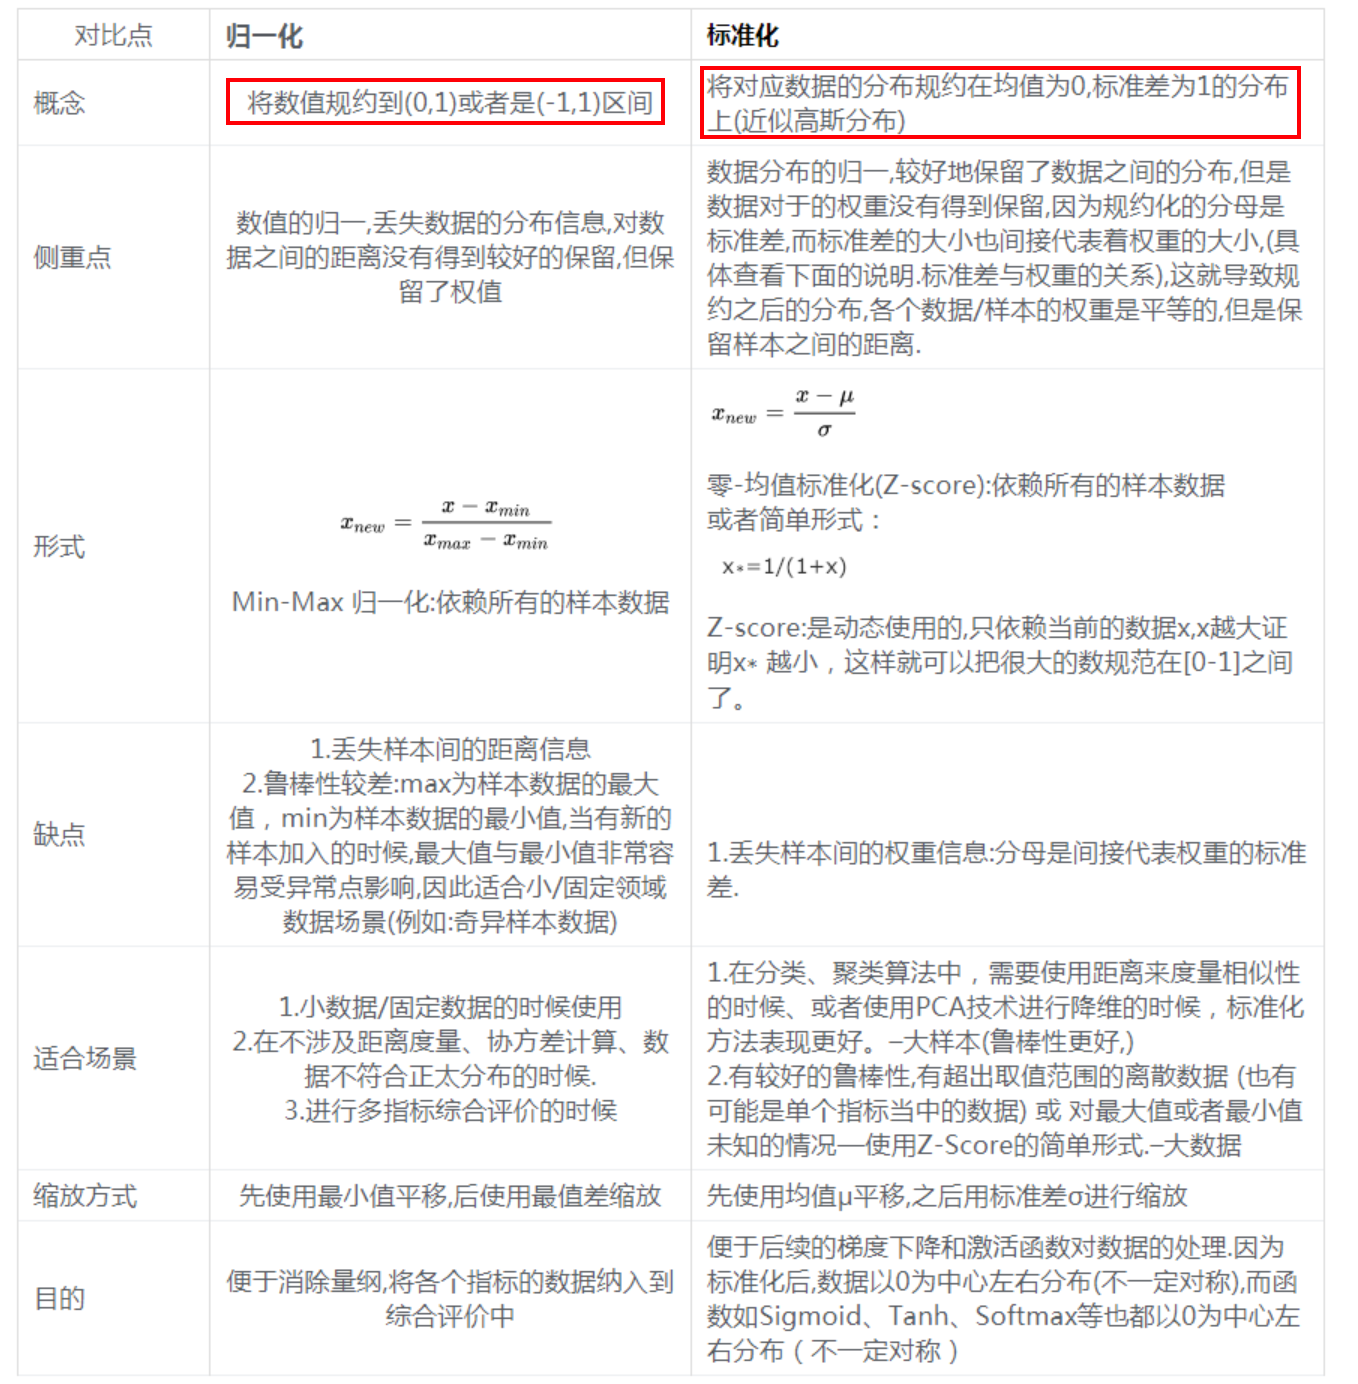 对比点
归一化
标准化
概念
将数值规约到(0,1)或者是(-1,1)区间
将对应数据的分布规约在均值为0,标准差为1的分布
上(近似高斯分布)
侧重点
数值的归一,丢失数据的分布信息,对数
据之间的距离没有得到较好的保留,但保
留了权值
数据分布的归一,较好地保留了数据之间的分布,但是
数据对于的权重没有得到保留,因为规约化的分母是
标准差,而标准差的大小也间接代表着权重的大小,(具
体查看下面的说明.标准差与权重的关系),这就导致规
约之后的分布,各个数据/样本的权重是平等的,但是保
留样本之间的距离.
形式
x_new = (x − x_min) / (x_max − x_min)
Min-Max 归一化:依赖所有的样本数据
x_new = (x − μ) / σ
零-均值标准化(Z-score):依赖所有的样本数据
或者简单形式：
x*=1/(1+x)
Z-score:是动态使用的,只依赖当前的数据x,x越大证
明x* 越小，这样就可以把很大的数规范在[0-1]之间
了。
缺点
1.丢失样本间的距离信息
2.鲁棒性较差:max为样本数据的最大
值，min为样本数据的最小值,当有新的
样本加入的时候,最大值与最小值非常容
易受异常点影响,因此适合小/固定领域
数据场景(例如:奇异样本数据)
1.丢失样本间的权重信息:分母是间接代表权重的标准
差.
适合场景
1.小数据/固定数据的时候使用
2.在不涉及距离度量、协方差计算、数
据不符合正太分布的时候.
3.进行多指标综合评价的时候
1.在分类、聚类算法中，需要使用距离来度量相似性
的时候、或者使用PCA技术进行降维的时候，标准化
方法表现更好。–大样本(鲁棒性更好,)
2.有较好的鲁棒性,有超出取值范围的离散数据 (也有
可能是单个指标当中的数据) 或 对最大值或者最小值
未知的情况—使用Z-Score的简单形式.–大数据
缩放方式
先使用最小值平移,后使用最值差缩放
先使用均值μ平移,之后用标准差σ进行缩放
目的
便于消除量纲,将各个指标的数据纳入到
综合评价中
便于后续的梯度下降和激活函数对数据的处理.因为
标准化后,数据以0为中心左右分布(不一定对称),而函
数如Sigmoid、Tanh、Softmax等也都以0为中心左
右分布（不一定对称）